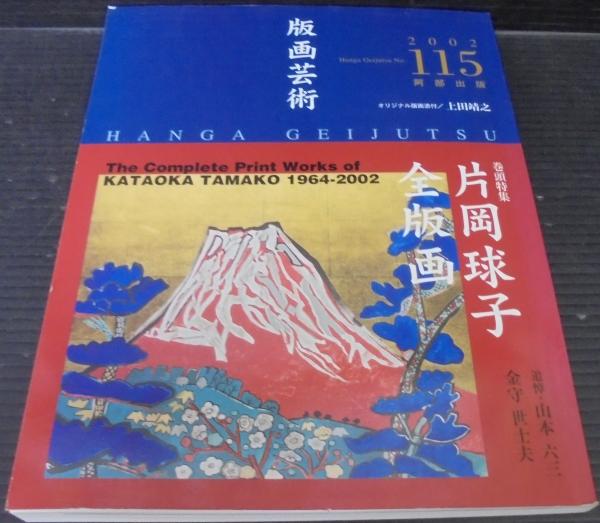 版画芸術
2002
Hanga Geijutsu No.
115
阿部出版
オリジナル版画添付／上田靖之
HANGA GEIJUTSU
The Complete Print Works of
KATAOKA TAMAKO 1964-2002
巻頭特集
片岡球子
全版画
追悼・山本六三
金守世士夫